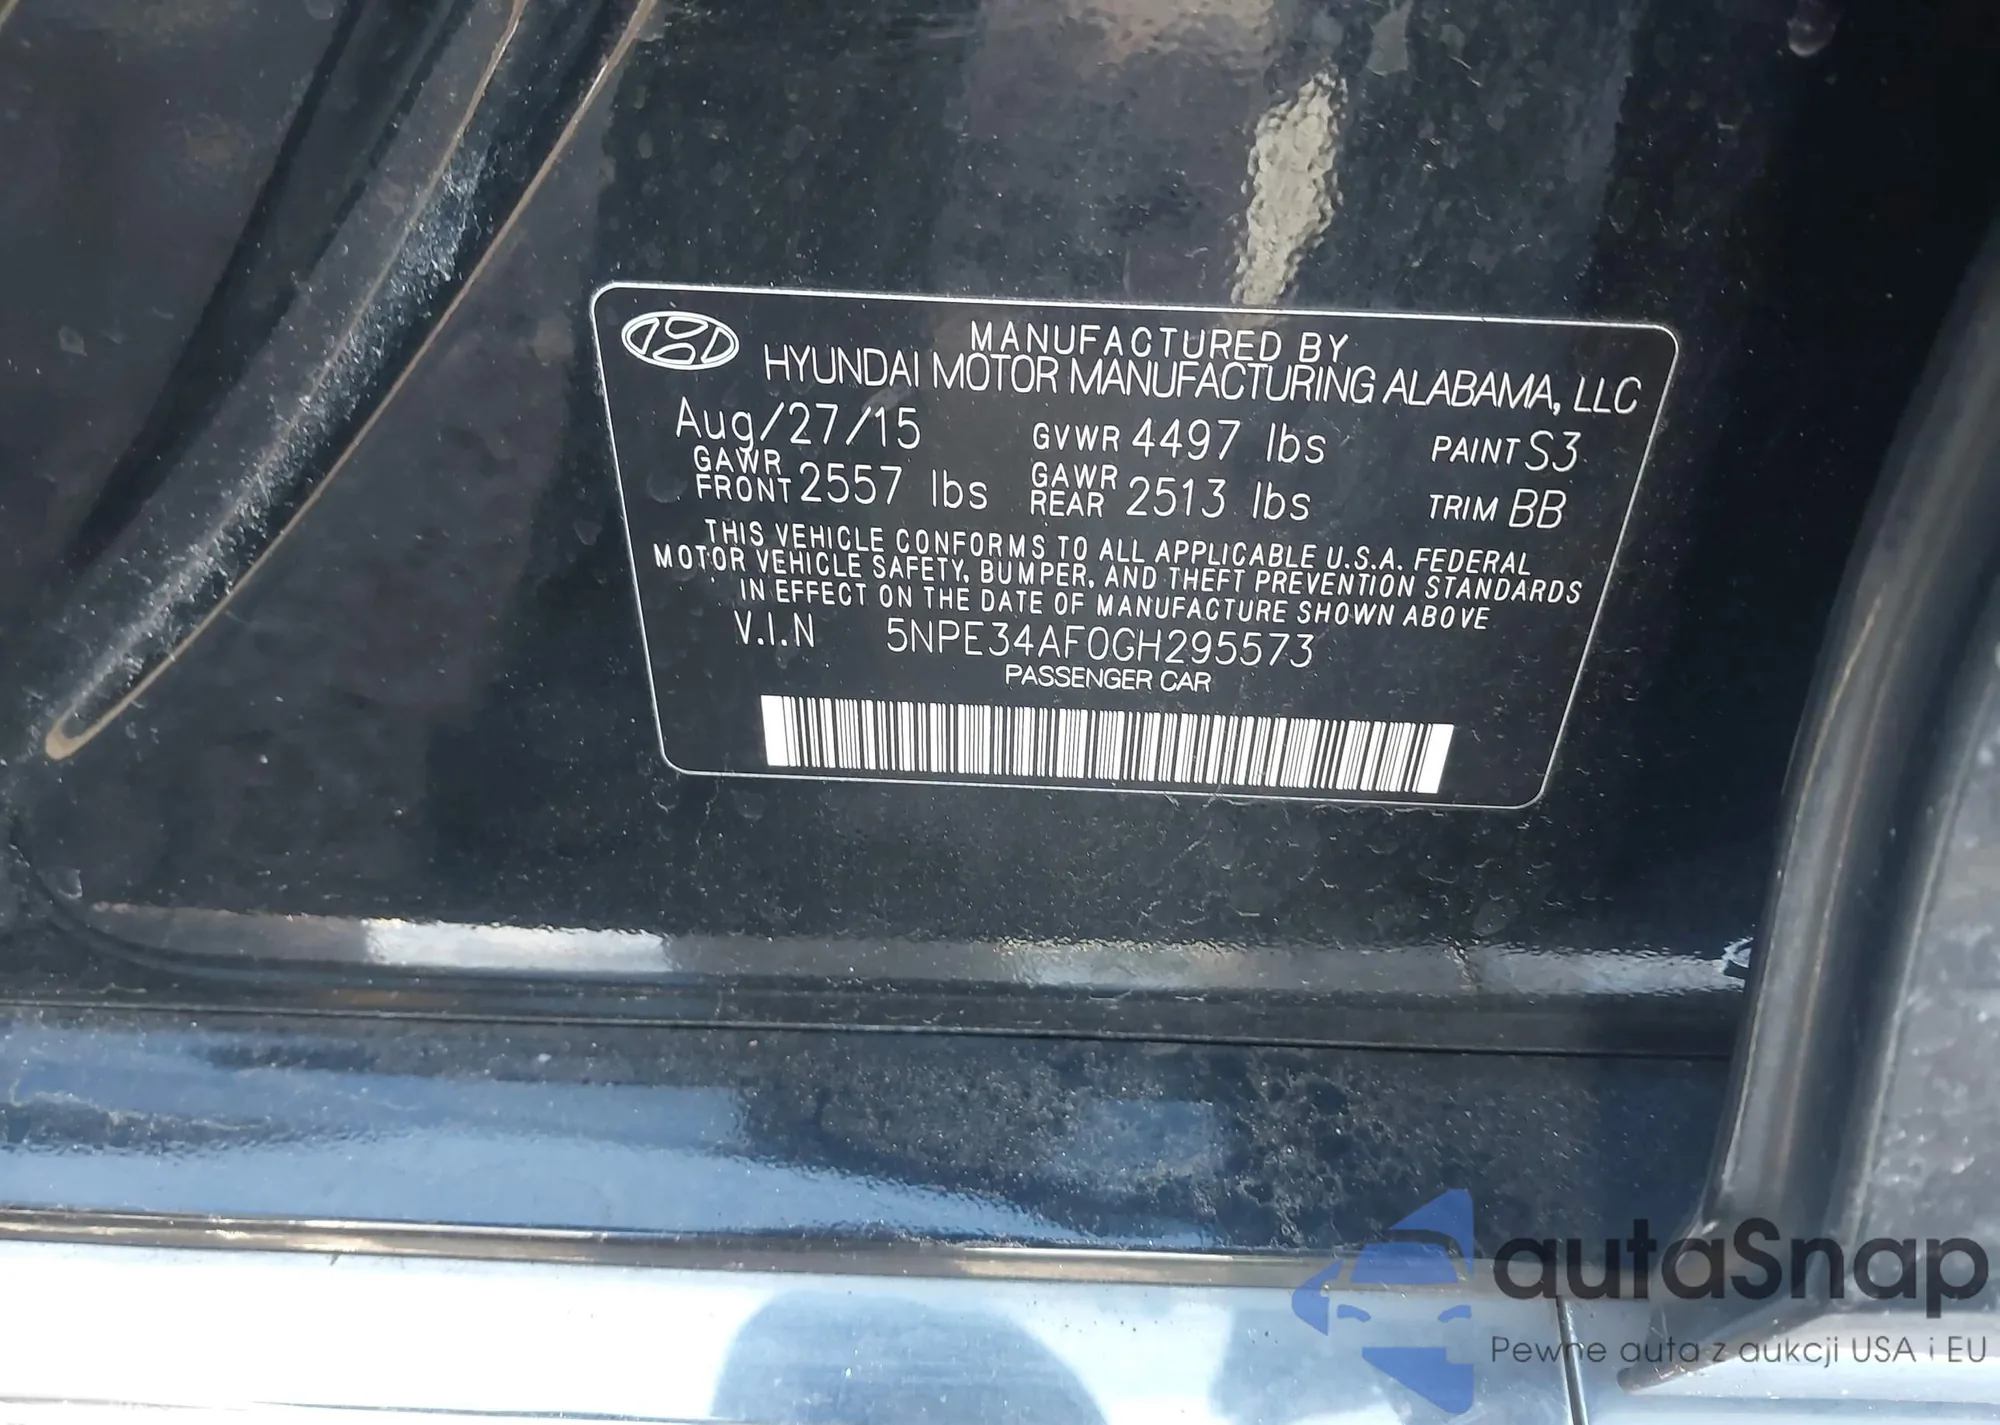 MANUFACTURED BY
HYUNDAI MOTOR MANUFACTURING ALABAMA, LLC
Aug/27/15 GVWR 4497 lbs PAINT S3
GAWR FRONT 2557 lbs GAWR REAR 2513 lbs TRIM BB
THIS VEHICLE CONFORMS TO ALL APPLICABLE U.S.A. FEDERAL
MOTOR VEHICLE SAFETY, BUMPER, AND THEFT PREVENTION STANDARDS
IN EFFECT ON THE DATE OF MANUFACTURE SHOWN ABOVE
V.I.N 5NPE34AF0GH295573
PASSENGER CAR
autaSnap
Pewne auta z aukcji USA i EU